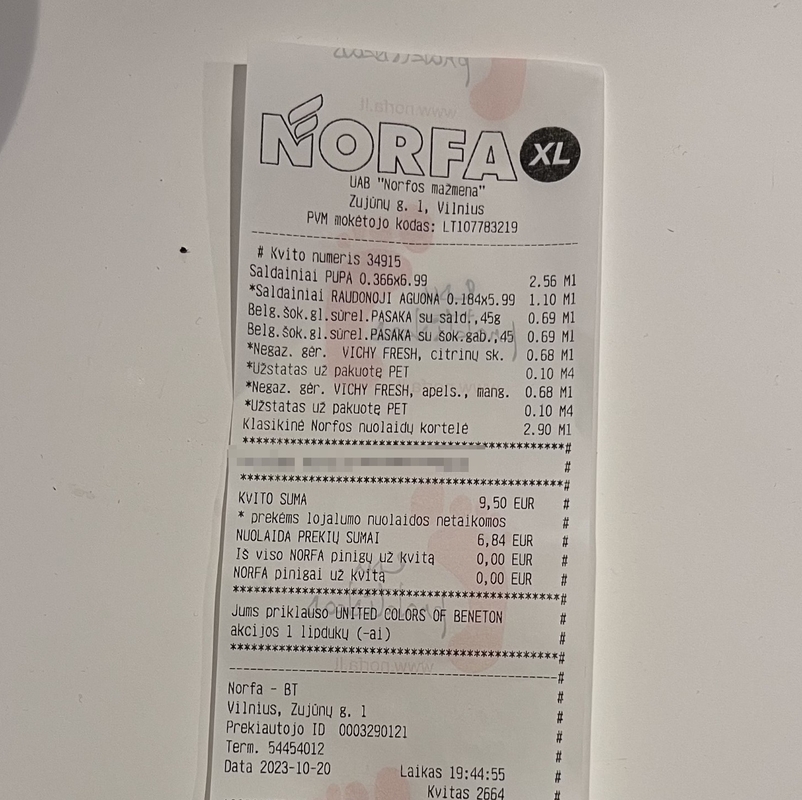 NORFA XL
UAB "Norfos mažmena"
Zujūnų g. 1, Vilnius
PVM mokėtojo kodas: LT107783219
# Kvito numeris 34915
Saldainiai PUPA 0.366x6.99 2.56 M1
*Saldainiai RAUDONOJI AGUONA 0.184x5.99 1.10 M1
Belg.šok.gl.sūrel.PASAKA su sald.,45g 0.69 M1
Belg.šok.gl.sūrel.PASAKA su šok.gab.,45 0.69 M1
*Negaz. gėr. VICHY FRESH, citrinų sk. 0.68 M1
*Užstatas už pakuotę PET 0.10 M4
*Negaz. gėr. VICHY FRESH, apels., mang. 0.68 M1
*Užstatas už pakuotę PET 0.10 M4
Klasikinė Norfos nuolaidų kortelė 2.90 M1
****************************************#
#
****************************************#
KVITO SUMA 9,50 EUR #
* prekėms lojalumo nuolaidos netaikomos #
NUOLAIDA PREKIŲ SUMAI 6,84 EUR #
Iš viso NORFA pinigų už kvitą 0,00 EUR #
NORFA pinigai už kvitą 0,00 EUR #
****************************************#
Jums priklauso UNITED COLORS OF BENETON #
akcijos 1 lipdukų (-ai) #
****************************************#
----------------------------------------#
Norfa - BT #
Vilnius, Zujūnų g. 1 #
Prekiautojo ID 0003290121 #
Term. 54454012 #
Data 2023-10-20 Laikas 19:44:55 #
Kvitas 2664 #